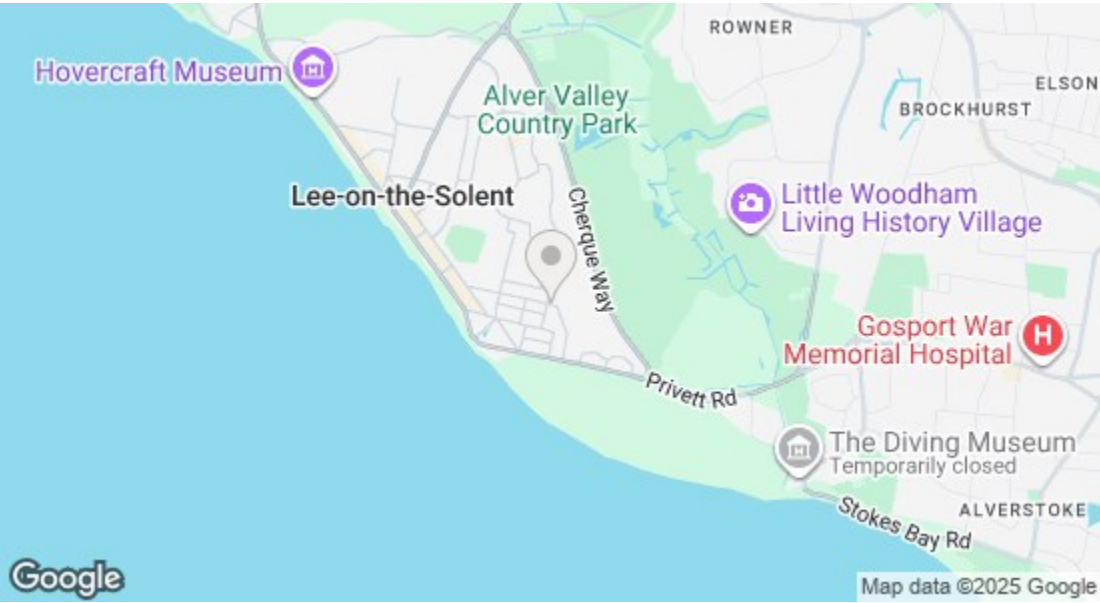 ROWNER
Hovercraft Museum
ELSON
Alver Valley
Country Park
BROCKHURST
Lee-on-the-Solent
Cherque Way
Little Woodham
Living History Village
Gosport War
Memorial Hospital
H
Privett Rd
The Diving Museum
Temporarily closed
Stokes Bay Rd
ALVERSTOKE
Google
Map data ©2025 Google